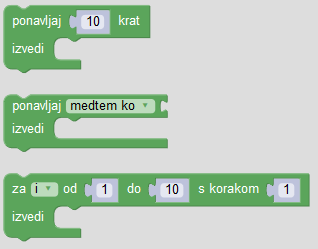 ponavljaj 10 krat
izvedi
ponavljaj medtem ko
izvedi
za i od 1 do 10 s korakom 1
izvedi